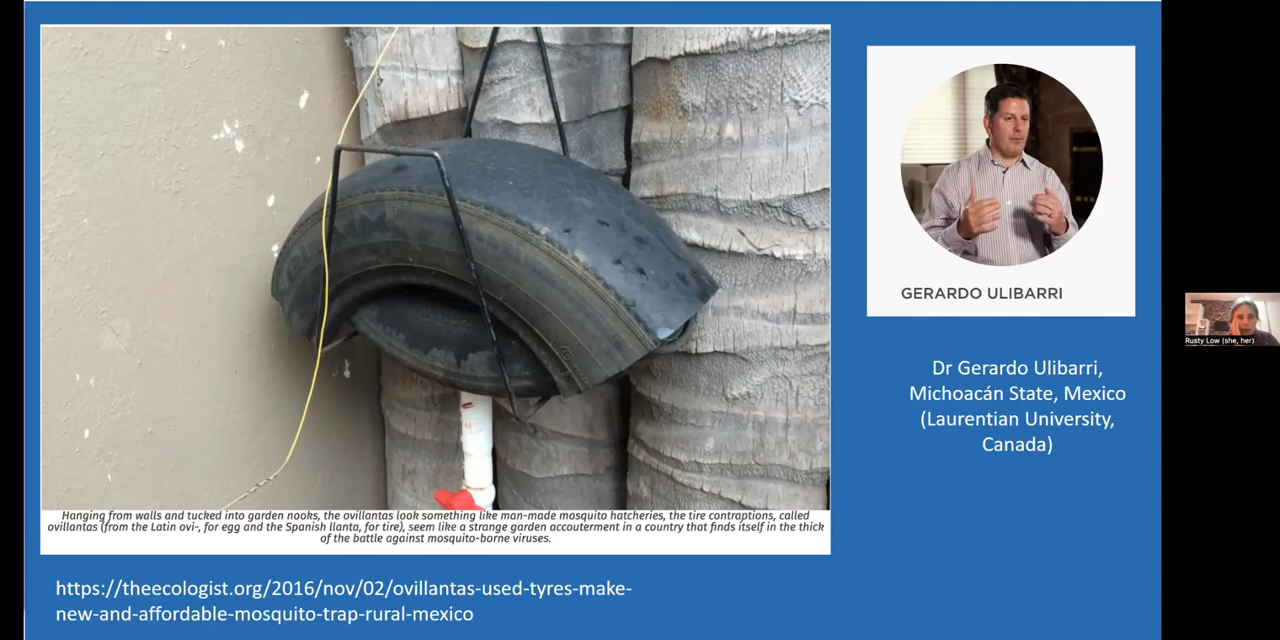 Hanging from walls and tucked into garden nooks, the ovillantas look something like man-made mosquito hatcheries, the tire contraptions, called
ovillantas (from the Latin ovi-, for egg and the Spanish llanta, for tire), seem like a strange garden accouterment in a country that finds itself in the thick
of the battle against mosquito-borne viruses.
https://theecologist.org/2016/nov/02/ovillantas-used-tyres-make-
new-and-affordable-mosquito-trap-rural-mexico
GERARDO ULIBARRI
Dr Gerardo Ulibarri,
Michoacán State, Mexico
(Laurentian University,
Canada)
Rusty Low (she, her)